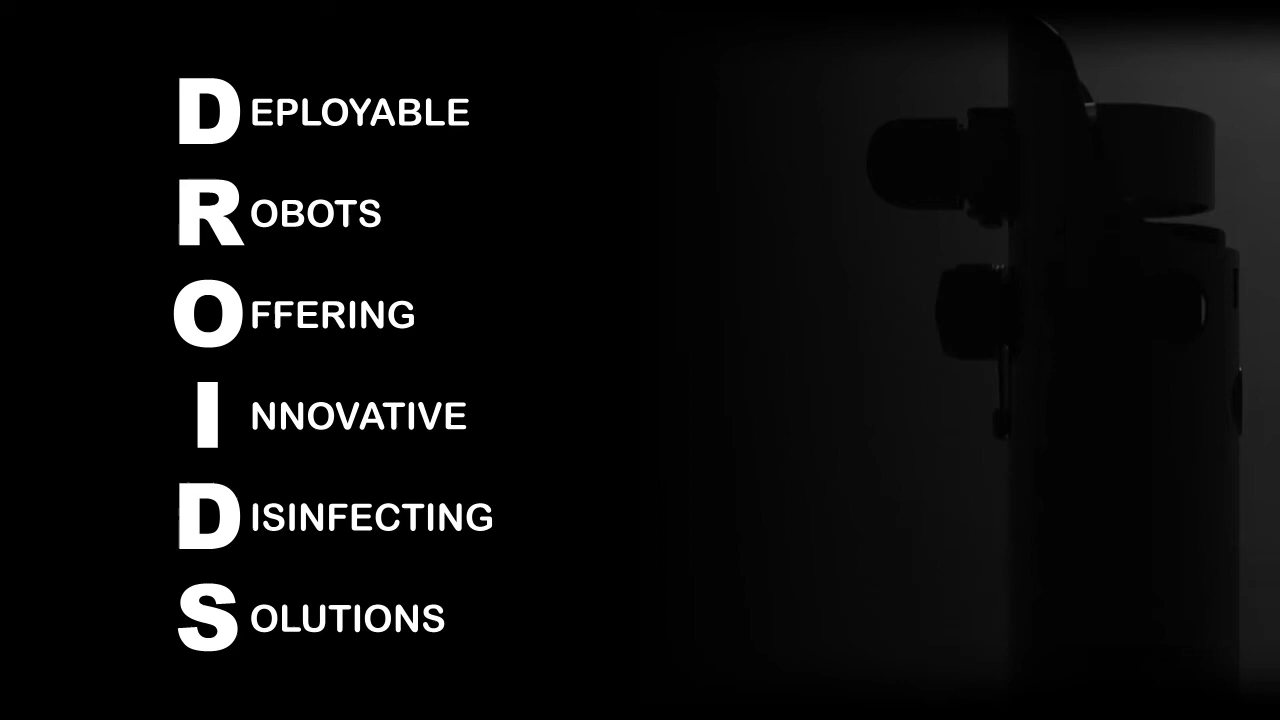 DEPLOYABLE
ROBOTS
OFFERING
INNOVATIVE
DISINFECTING
SOLUTIONS